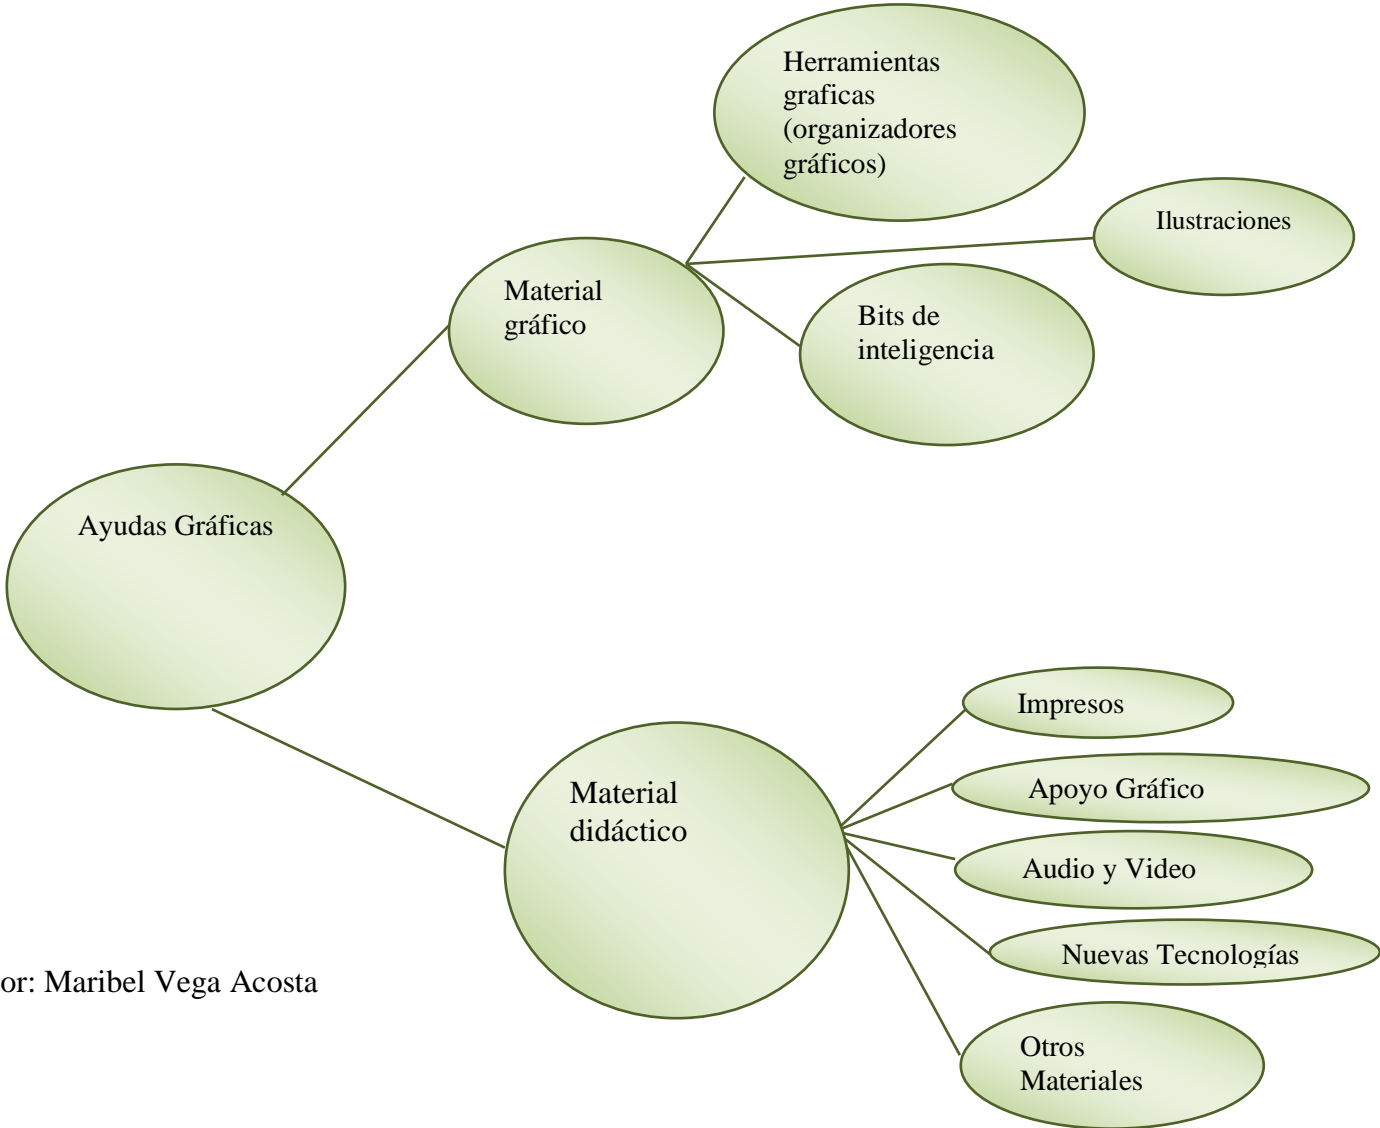 Herramientas
graficas
(organizadores
gráficos)
Ilustraciones
Material
gráfico
Bits de
inteligencia
Ayudas Gráficas
Impresos
Material
didáctico
Apoyo Gráfico
Audio y Video
Nuevas Tecnologías
or: Maribel Vega Acosta
Otros
Materiales